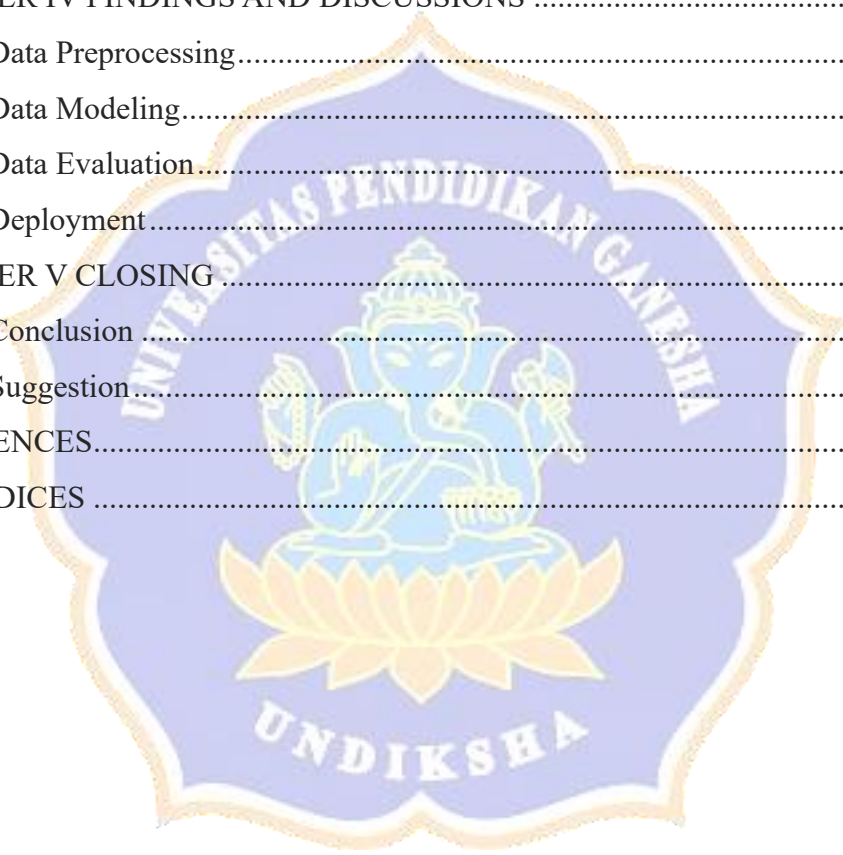 ER IV FINDINGS AND DISCUSSIONS ........................................
Data Preprocessing............................................................................
Data Modeling...................................................................................
Data Evaluation.................................................................................
Deployment.......................................................................................
ER V CLOSING ...............................................................................
Conclusion ........................................................................................
Suggestion.........................................................................................
ENCES..............................................................................................
DICES ..............................................................................................
UNIVERSITAS PENDIDIKAN GANESHA
UNDIKSHA